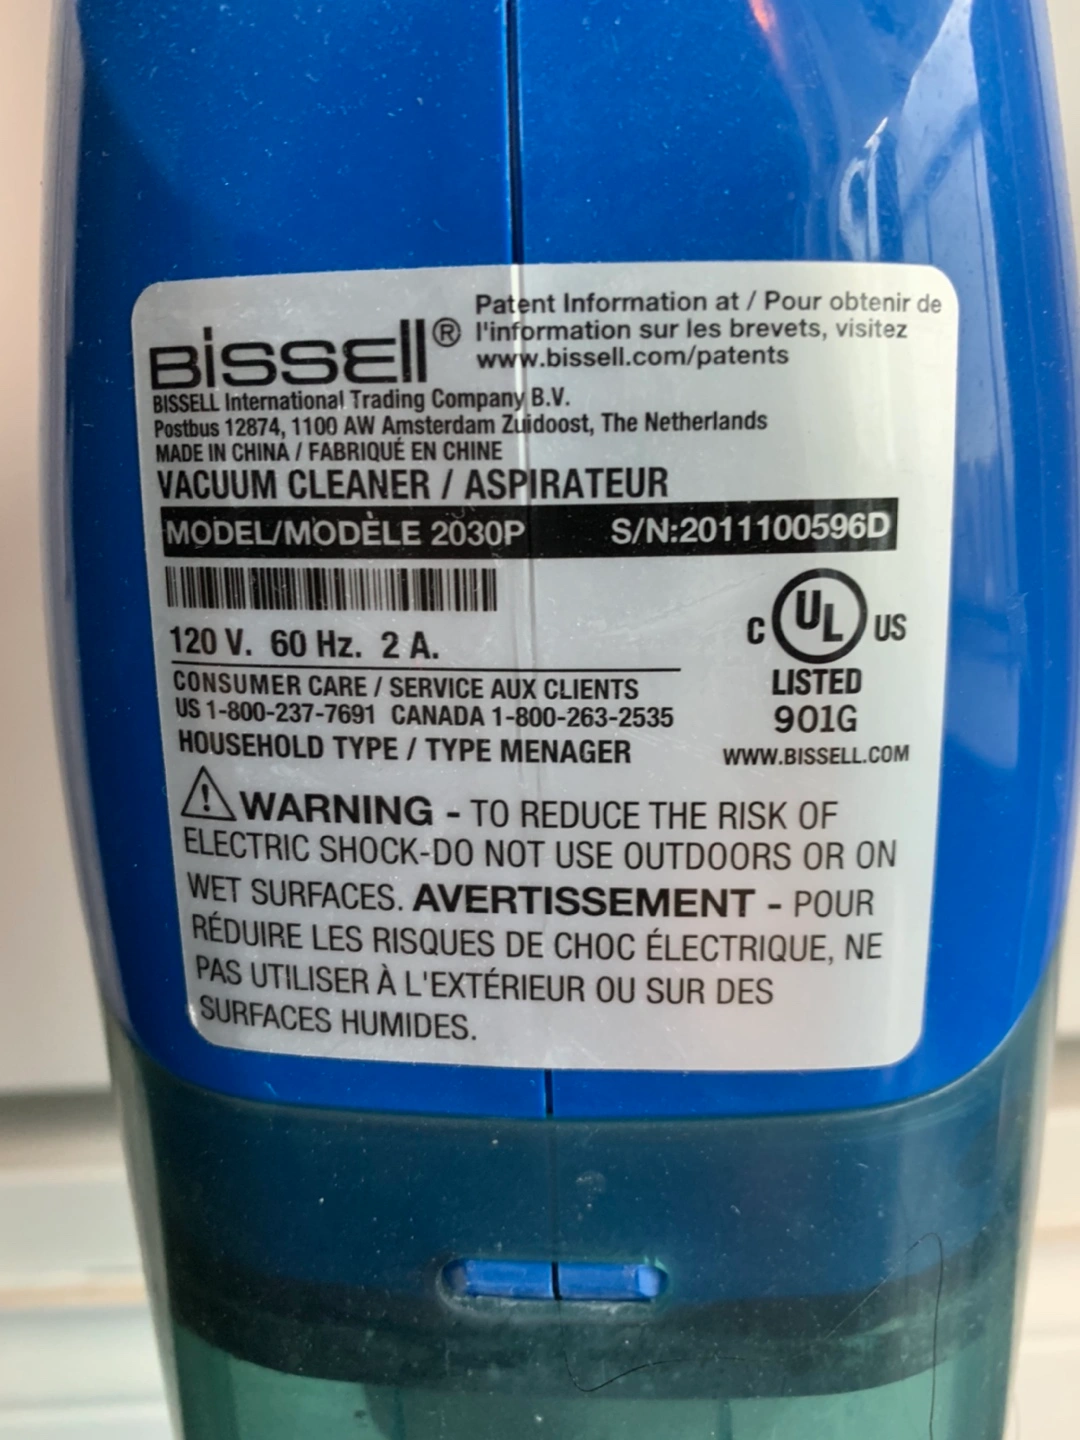 Patent Information at / Pour obtenir de
l'information sur les brevets, visitez
www.bissell.com/patents
BISSELL®
BISSELL International Trading Company B.V.
Postbus 12874, 1100 AW Amsterdam Zuidoost, The Netherlands
MADE IN CHINA / FABRIQUÉ EN CHINE
VACUUM CLEANER / ASPIRATEUR
MODEL/MODÈLE 2030P S/N:2011100596D
120 V. 60 Hz. 2 A.
C UL US
LISTED
901G
CONSUMER CARE / SERVICE AUX CLIENTS
US 1-800-237-7691 CANADA 1-800-263-2535
HOUSEHOLD TYPE / TYPE MENAGER
WWW.BISSELL.COM
WARNING - TO REDUCE THE RISK OF
ELECTRIC SHOCK-DO NOT USE OUTDOORS OR ON
WET SURFACES. AVERTISSEMENT - POUR
RÉDUIRE LES RISQUES DE CHOC ÉLECTRIQUE, NE
PAS UTILISER À L'EXTÉRIEUR OU SUR DES
SURFACES HUMIDES.